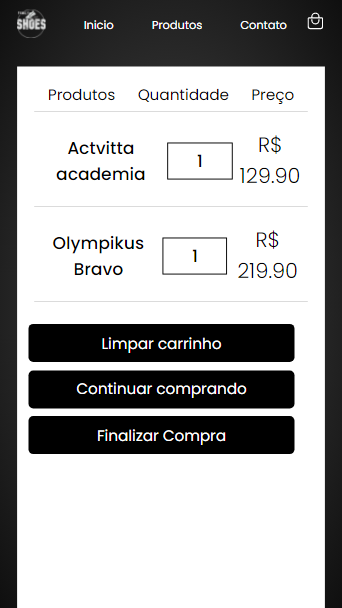 SHOES
Inicio Produtos Contato
Produtos Quantidade Preço
Actvitta
academia
1
R$
129.90
Olympikus
Bravo
1
R$
219.90
Limpar carrinho
Continuar comprando
Finalizar Compra